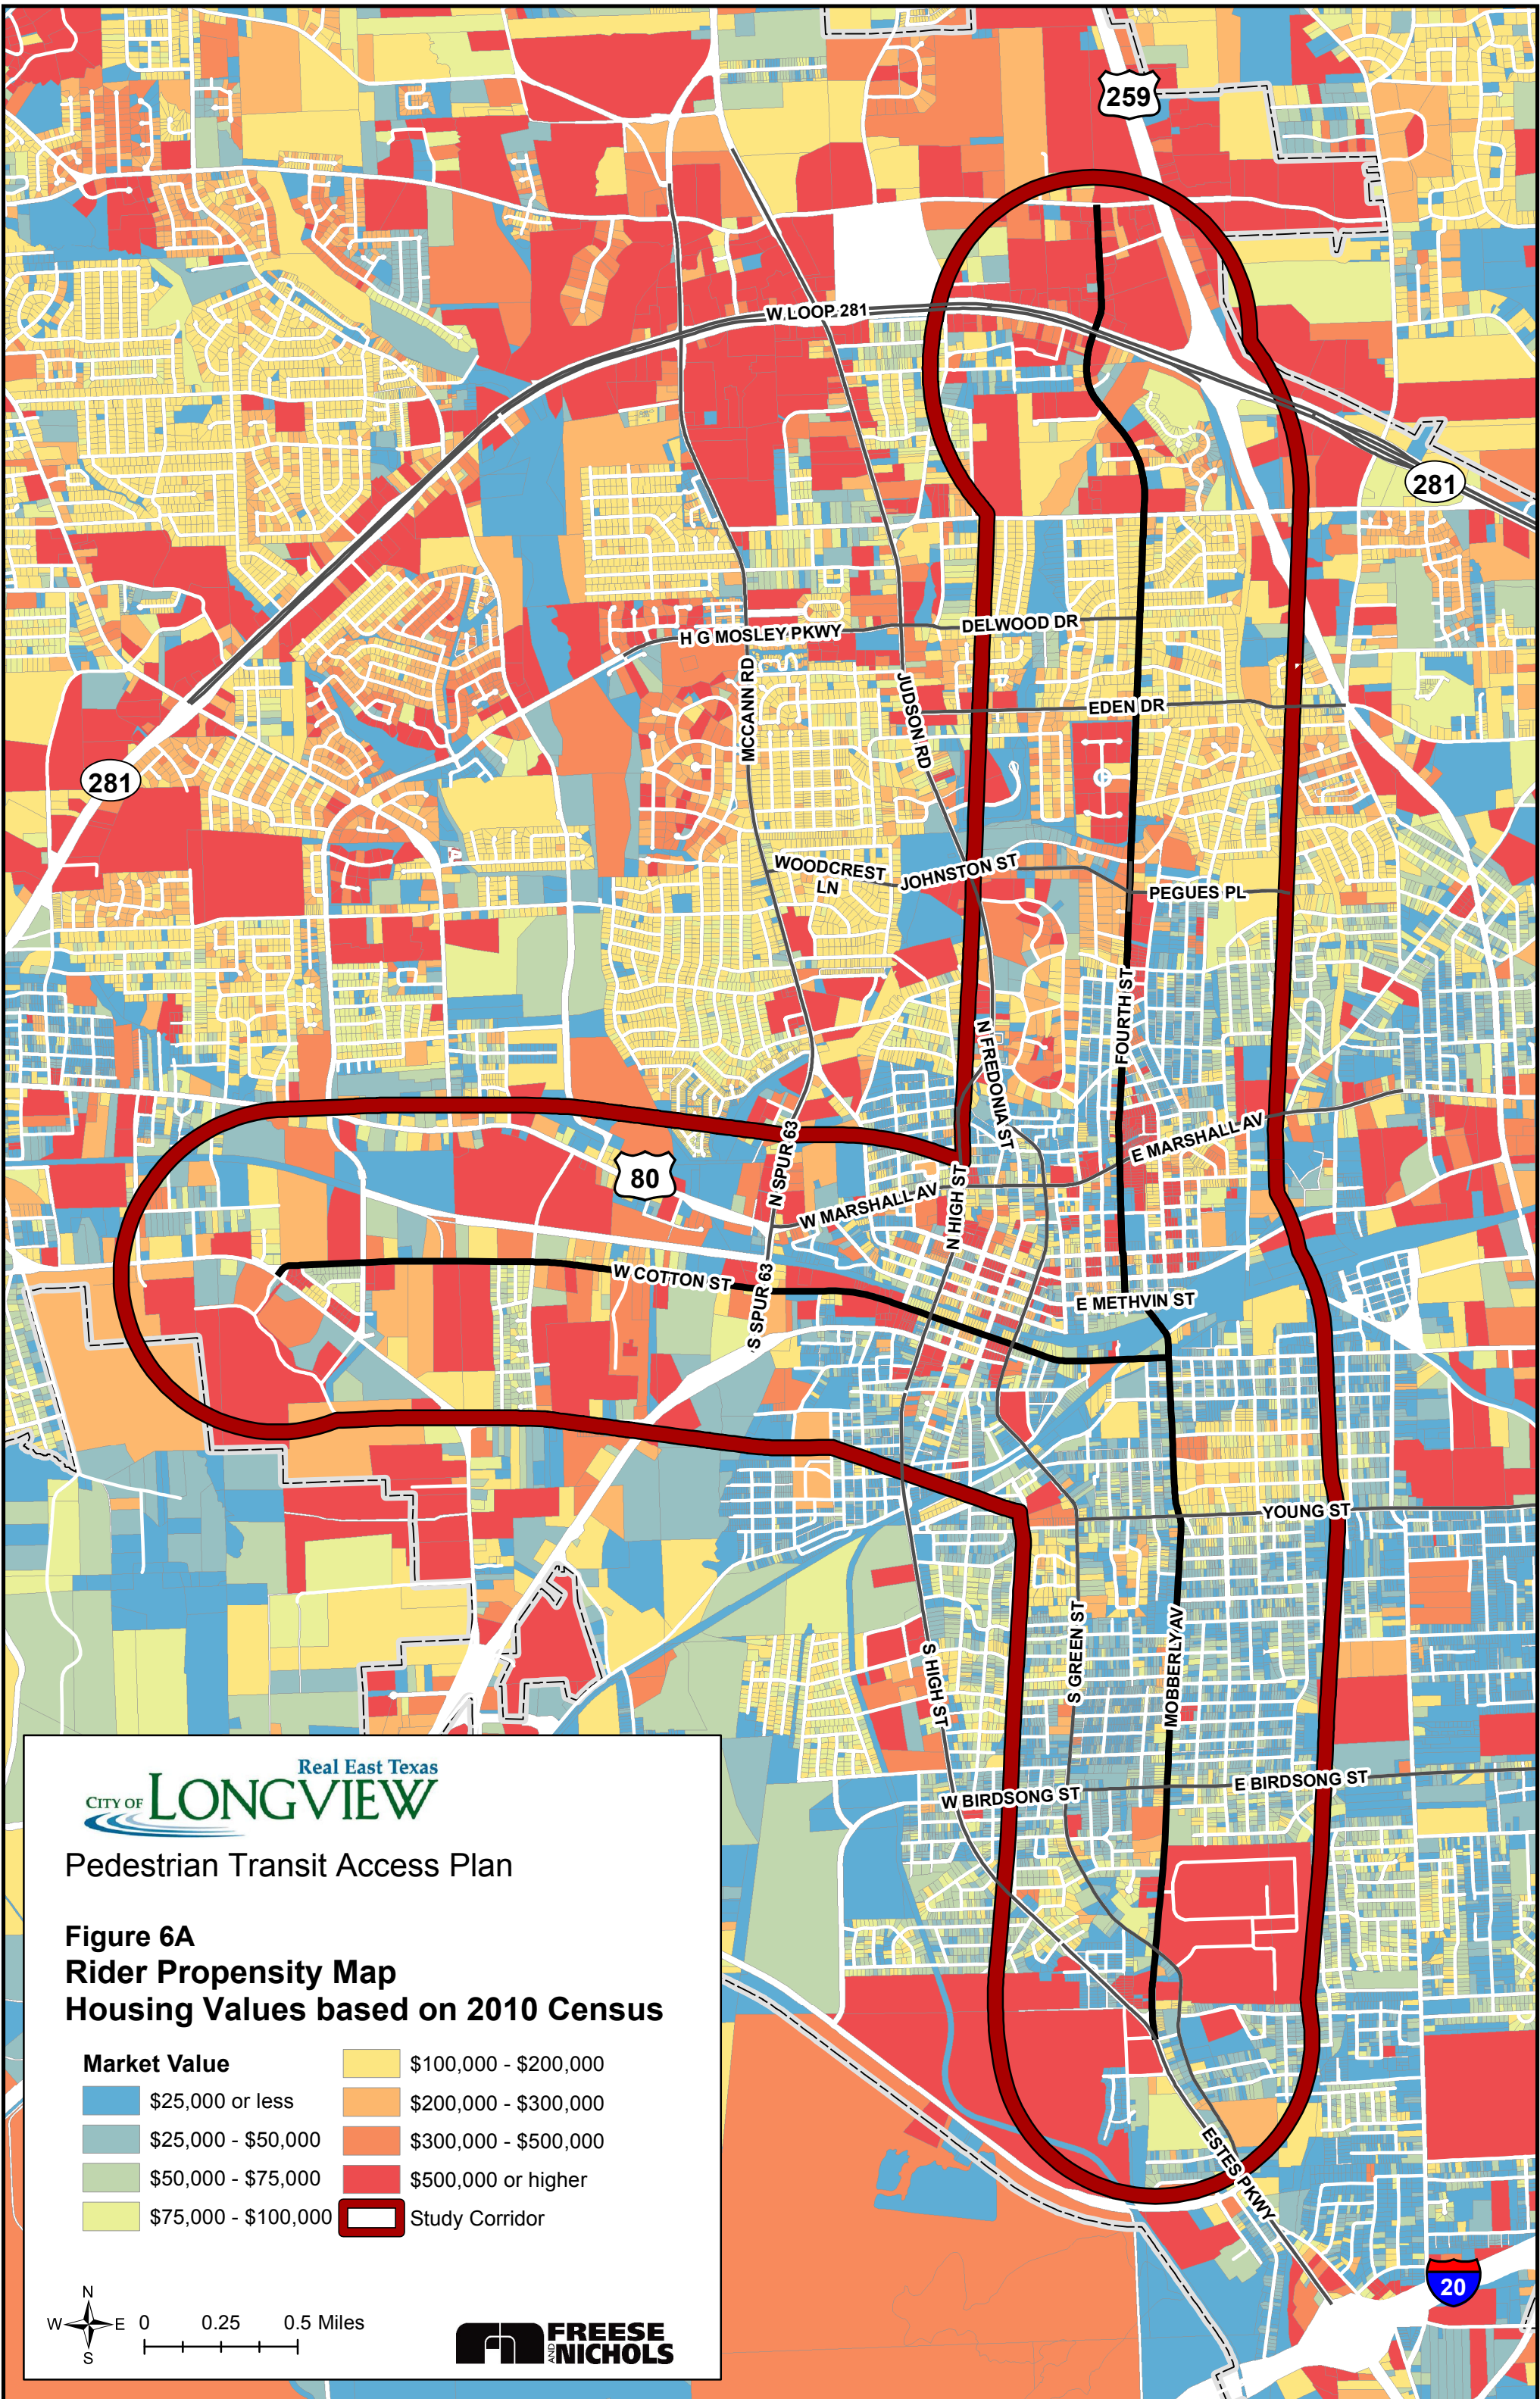 259
W LOOP 281
281
H G MOSLEY PKWY
DELWOOD DR
MCCANN RD
JUDSON RD
EDEN DR
281
WOODCREST
LN
JOHNSTON ST
PEGUES PL
FOURTH ST
N FREDONIA ST
E MARSHALL AV
80
N SPUR 63
W MARSHALL AV
N HIGH ST
W COTTON ST
S SPUR 63
E METHVIN ST
YOUNG ST
S HIGH ST
S GREEN ST
MOBBERLY AV
W BIRDSONG ST
E BIRDSONG ST
ESTES PKWY
20
Real East Texas
CITY OF LONGVIEW
Pedestrian Transit Access Plan
Figure 6A
Rider Propensity Map
Housing Values based on 2010 Census
Market Value
$25,000 or less
$25,000 - $50,000
$50,000 - $75,000
$75,000 - $100,000
$100,000 - $200,000
$200,000 - $300,000
$300,000 - $500,000
$500,000 or higher
Study Corridor
N
W E
S
0 0.25 0.5 Miles
FREESE
AND NICHOLS